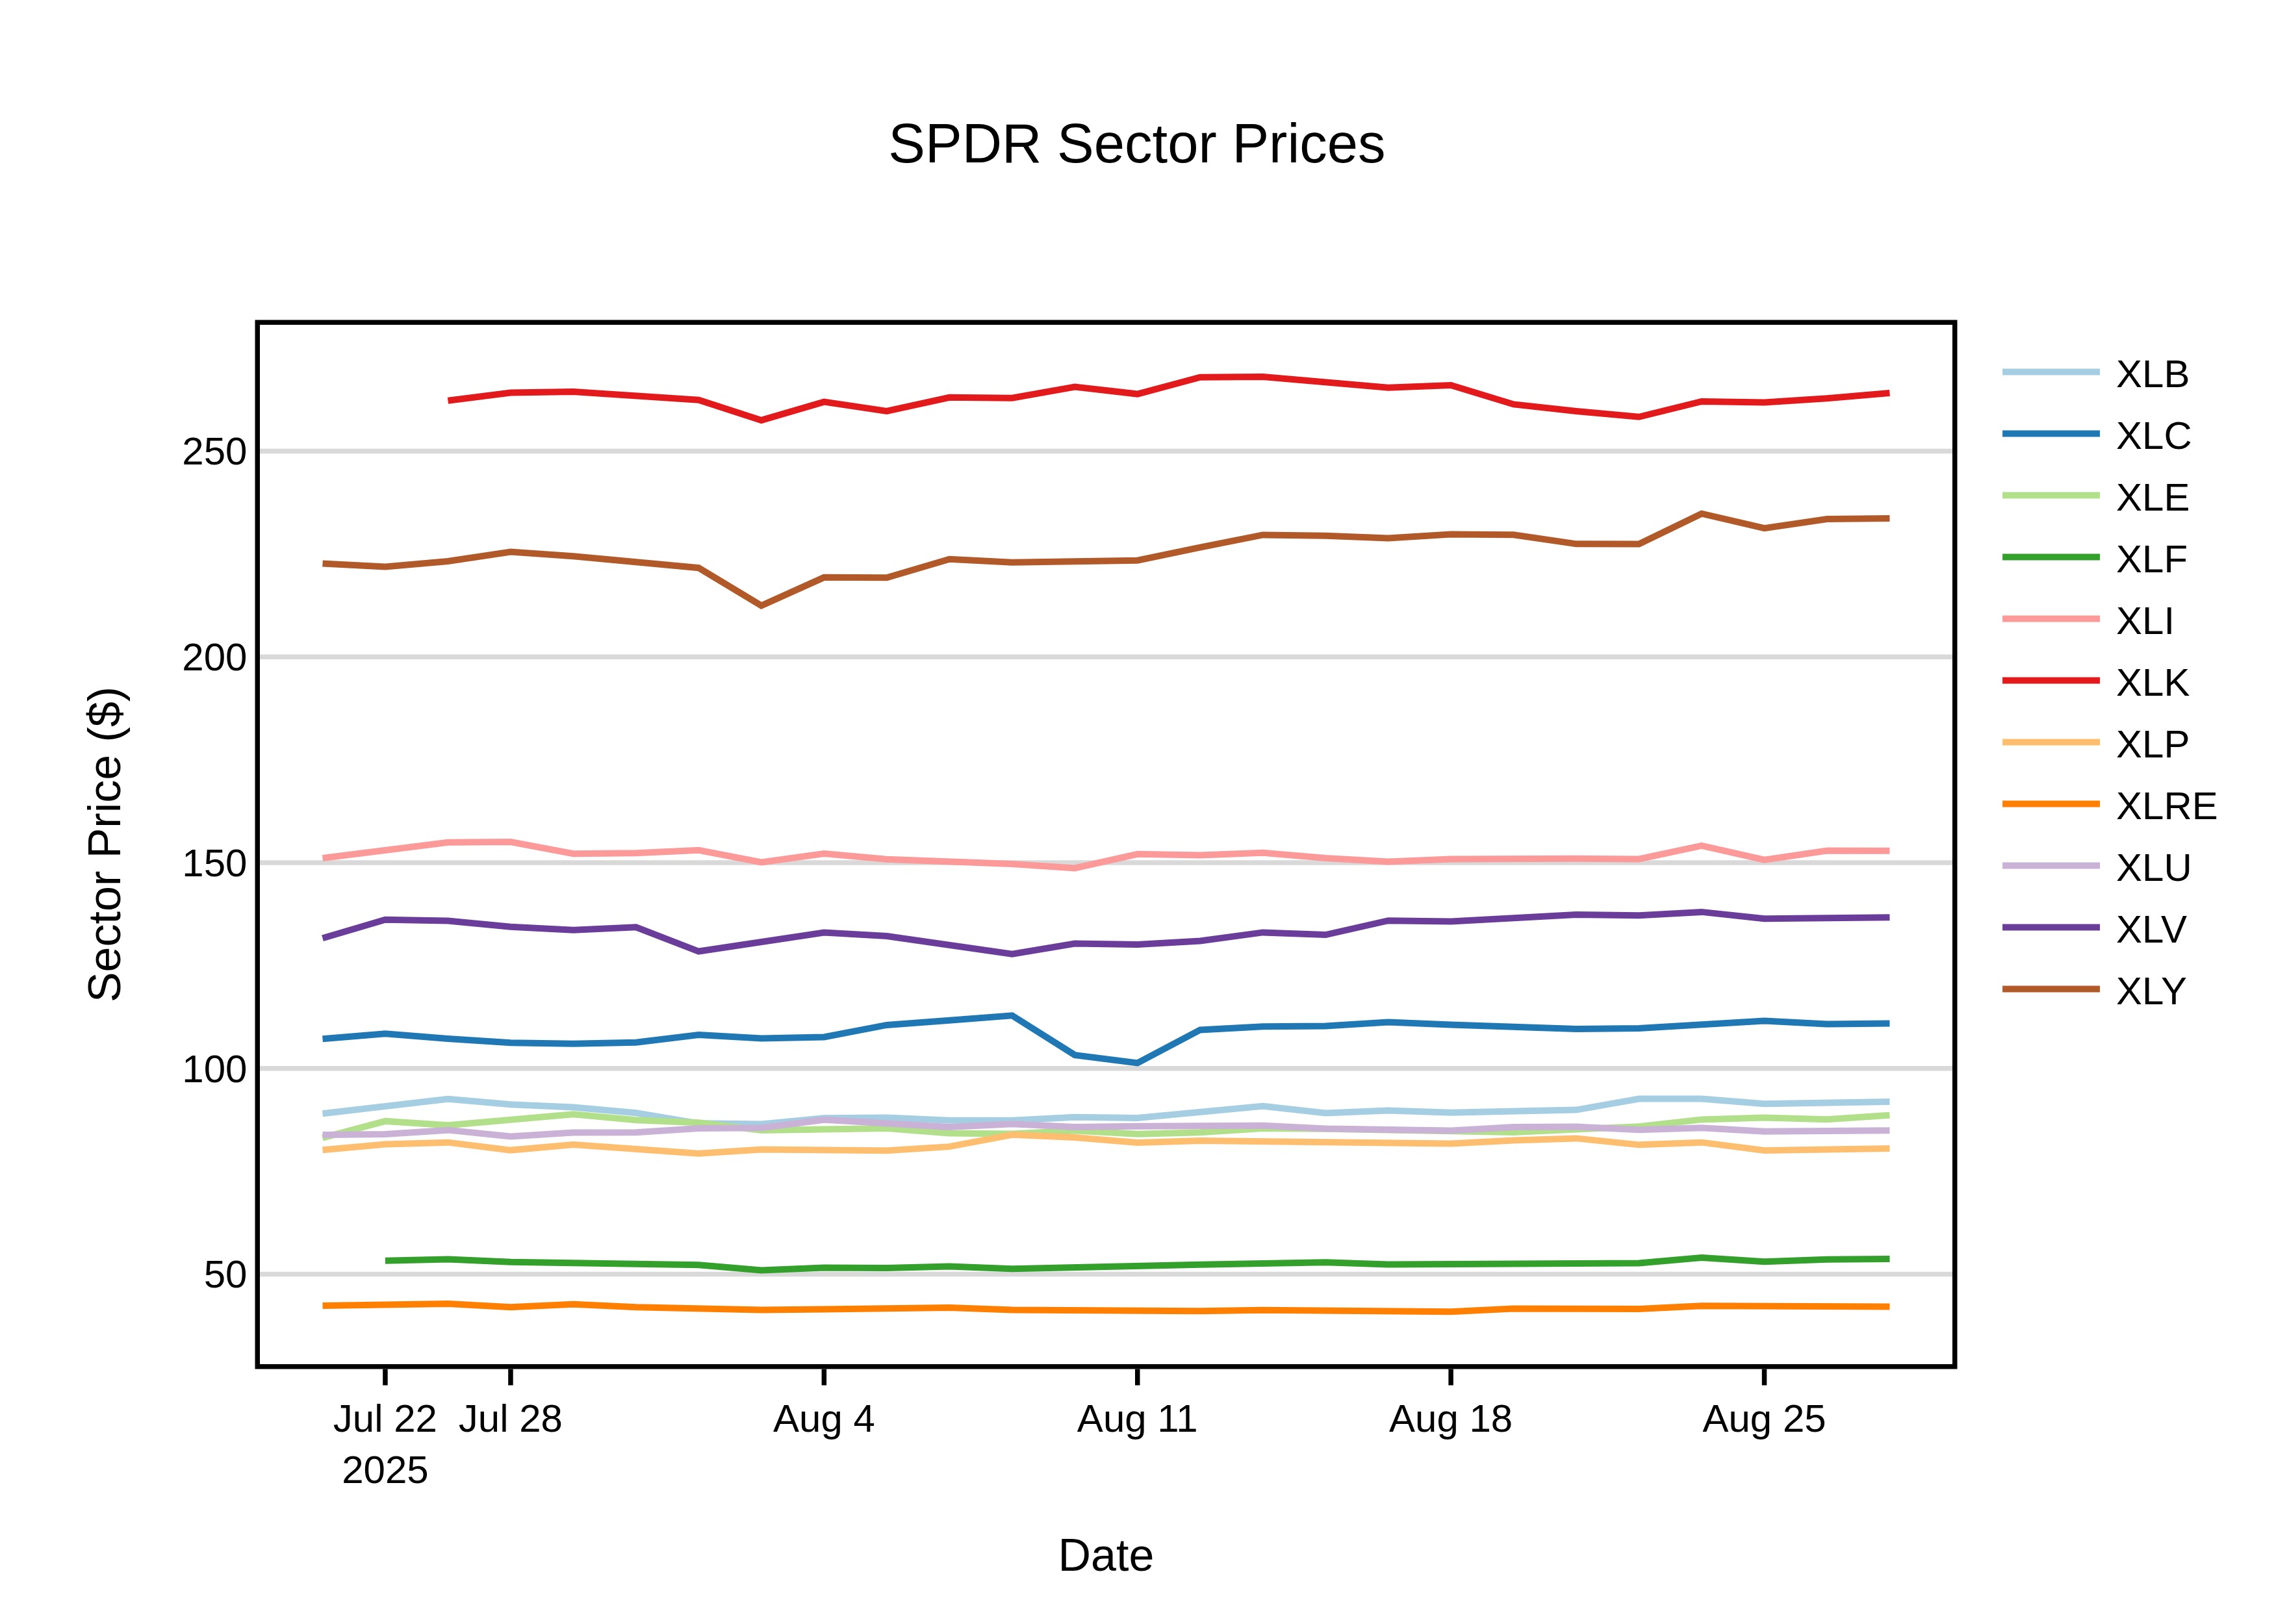 SPDR Sector Prices
250
200
150
100
50
Sector Price ($)
Jul 22
2025
Jul 28
Aug 4
Aug 11
Aug 18
Aug 25
Date
XLB
XLC
XLE
XLF
XLI
XLK
XLP
XLRE
XLU
XLV
XLY